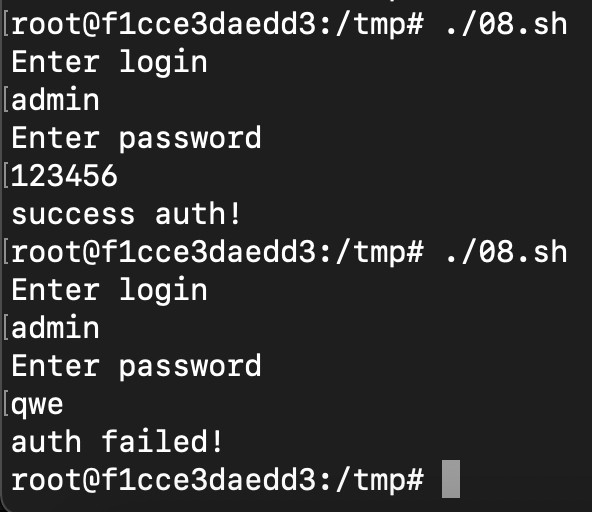 [root@f1cce3daedd3:/tmp# ./08.sh
Enter login
[admin
Enter password
[123456
success auth!
[root@f1cce3daedd3:/tmp# ./08.sh
Enter login
[admin
Enter password
[qwe
auth failed!
root@f1cce3daedd3:/tmp#